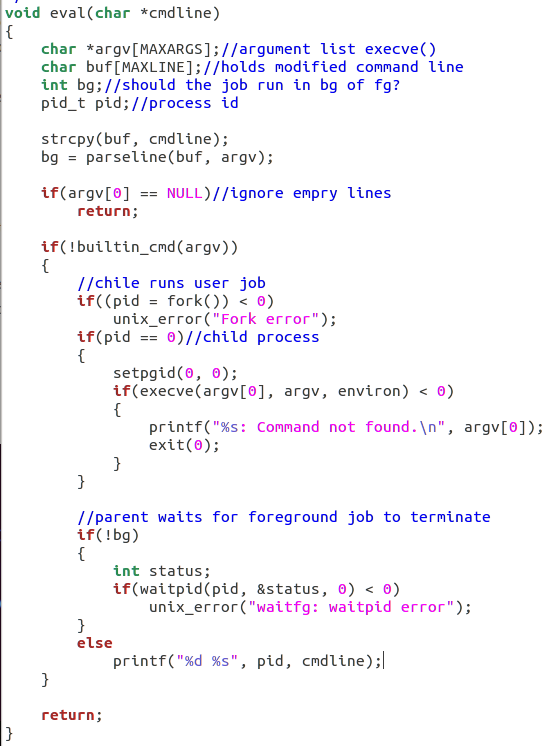 void eval(char *cmdline)
{
    char *argv[MAXARGS];//argument list execve()
    char buf[MAXLINE];//holds modified command line
    int bg;//should the job run in bg of fg?
    pid_t pid;//process id

    strcpy(buf, cmdline);
    bg = parseline(buf, argv);

    if(argv[0] == NULL)//ignore empry lines
        return;

    if(!builtin_cmd(argv))
    {
        //chile runs user job
        if((pid = fork()) < 0)
            unix_error("Fork error");
        if(pid == 0)//child process
        {
            setpgid(0, 0);
            if(execve(argv[0], argv, environ) < 0)
            {
                printf("%s: Command not found.\n", argv[0]);
                exit(0);
            }
        }

        //parent waits for foreground job to terminate
        if(!bg)
        {
            int status;
            if(waitpid(pid, &status, 0) < 0)
                unix_error("waitfg: waitpid error");
        }
        else
            printf("%d %s", pid, cmdline);
    }

    return;
}